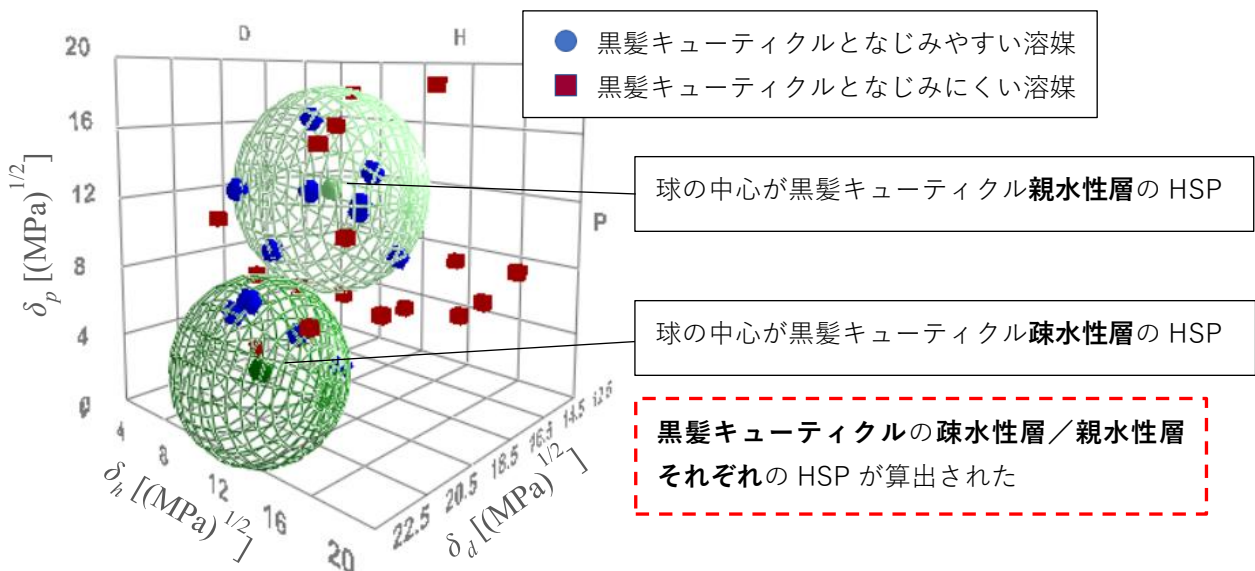 D
H
P
20
16
12
8
4
δp [(MPa)1/2]
4
8
12
16
20
δh [(MPa)1/2]
22.5
20.5
18.5
16.5
14.5
12.5
δd [(MPa)1/2]
黒髪キューティクルとなじみやすい溶媒
黒髪キューティクルとなじみにくい溶媒
球の中心が黒髪キューティクル親水性層の HSP
球の中心が黒髪キューティクル疎水性層の HSP
黒髪キューティクルの疎水性層／親水性層
それぞれの HSP が算出された